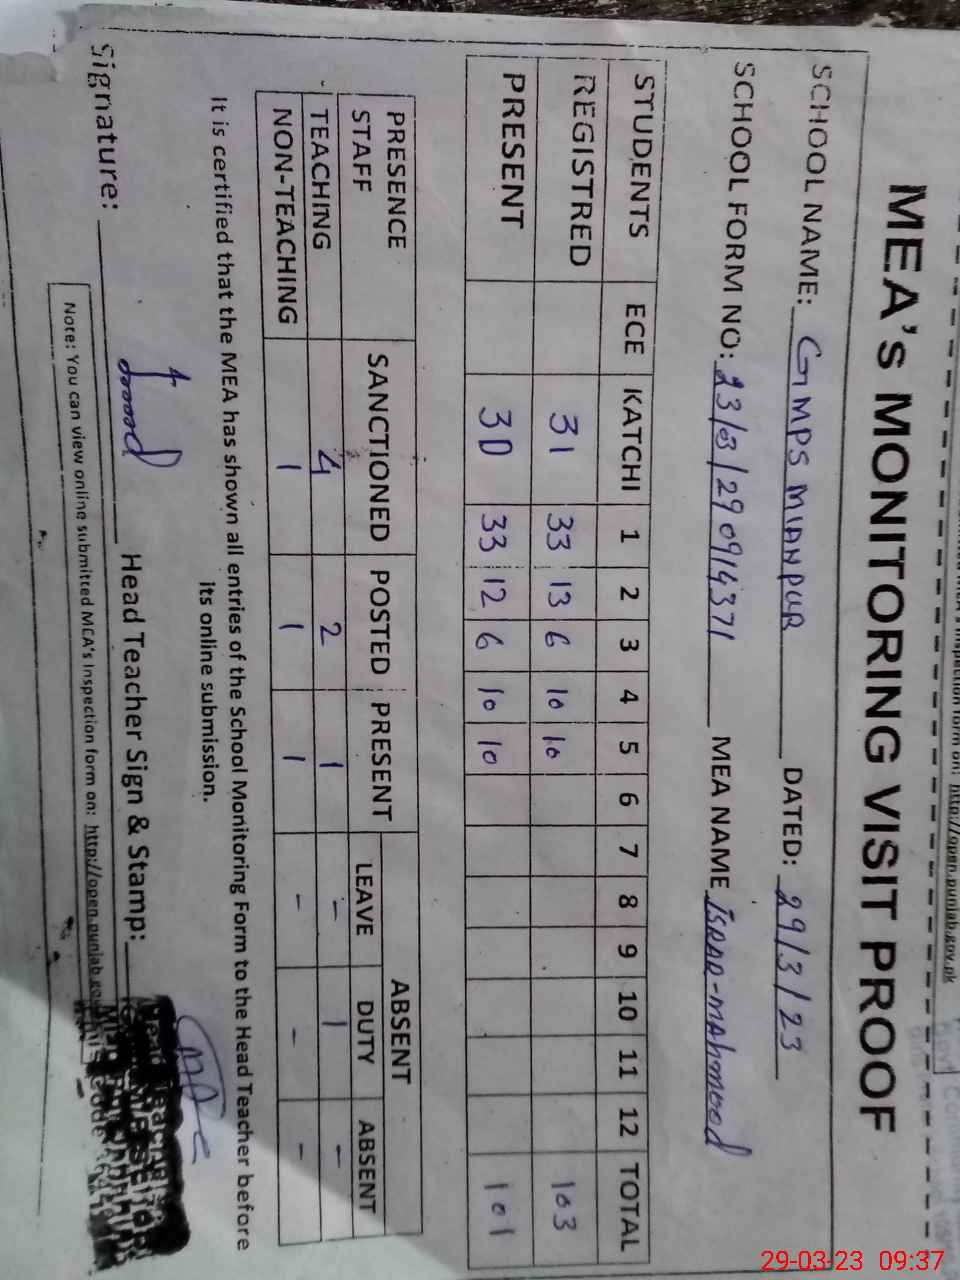 MEA's MONITORING VISIT PROOF
SCHOOL NAME: GMPS MIANPUR DATED: 29/3/23
SCHOOL FORM NO: 23/03/290914371 MEA NAME ISRAR-MAHMOOD
STUDENTS ECE KATCHI 1 2 3 4 5 6 7 8 9 10 11 12 TOTAL
REGISTRED 31 33 13 6 10 10 103
PRESENT 30 33 12 6 10 10 101
PRESENCE STAFF SANCTIONED POSTED PRESENT ABSENT
LEAVE DUTY ABSENT
TEACHING 4 2 1 - 1 -
NON-TEACHING 1 1 1 - - -
It is certified that the MEA has shown all entries of the School Monitoring Form to the Head Teacher before
its online submission.
Signature: Head Teacher Sign & Stamp:
Note: You can view online submitted MCA's Inspection form on: http://open.punjab.gov
29-03-23 09:37